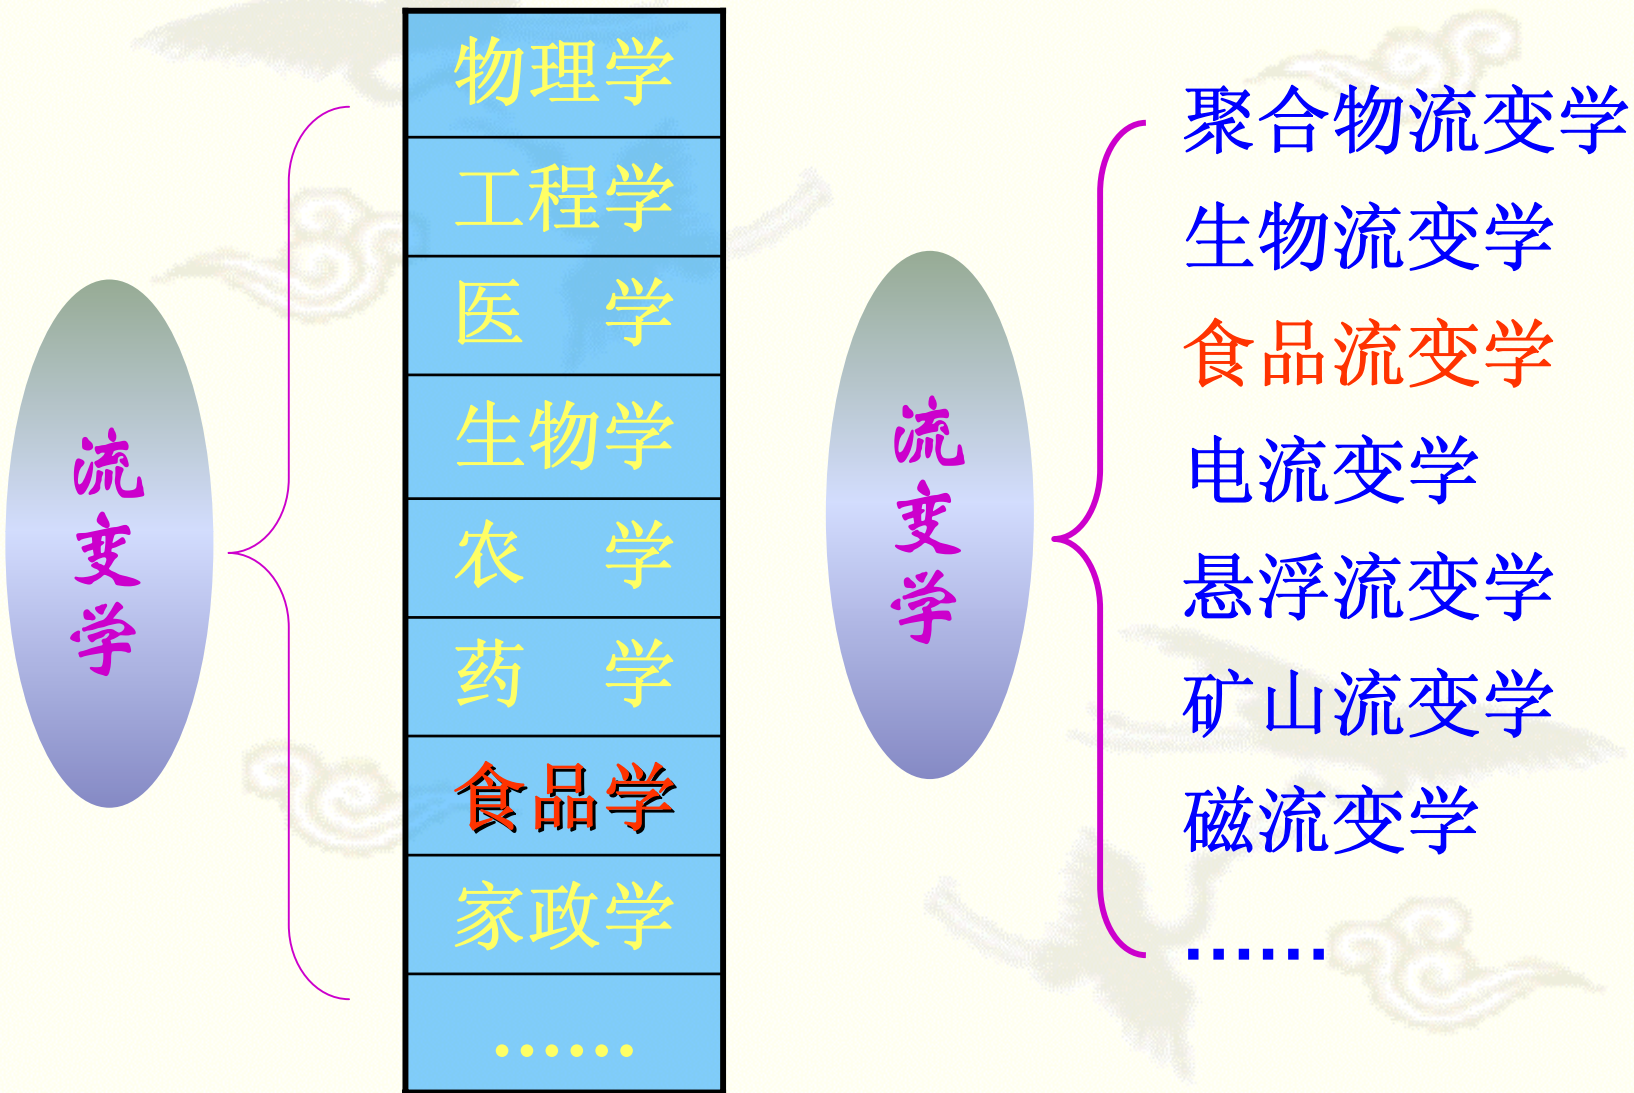 流变学
物理学
工程学
医 学
生物学
农 学
药 学
食品学
家政学
……
流变学
聚合物流变学
生物流变学
食品流变学
电流变学
悬浮流变学
矿山流变学
磁流变学
……